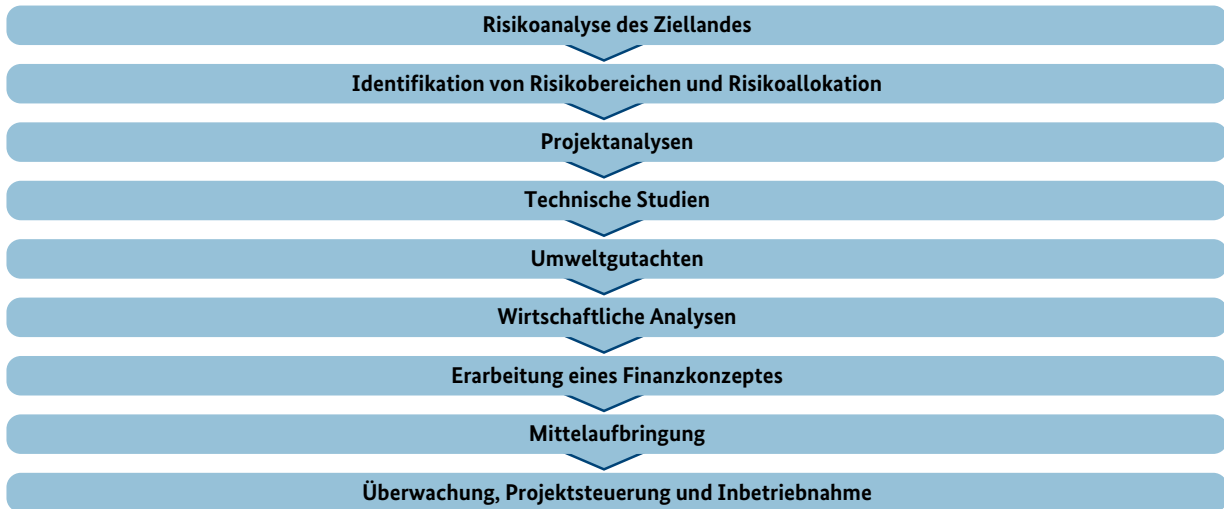 Risikoanalyse des Ziellandes
Identifikation von Risikobereichen und Risikoallokation
Projektanalysen
Technische Studien
Umweltgutachten
Wirtschaftliche Analysen
Erarbeitung eines Finanzkonzeptes
Mittelaufbringung
Überwachung, Projektsteuerung und Inbetriebnahme